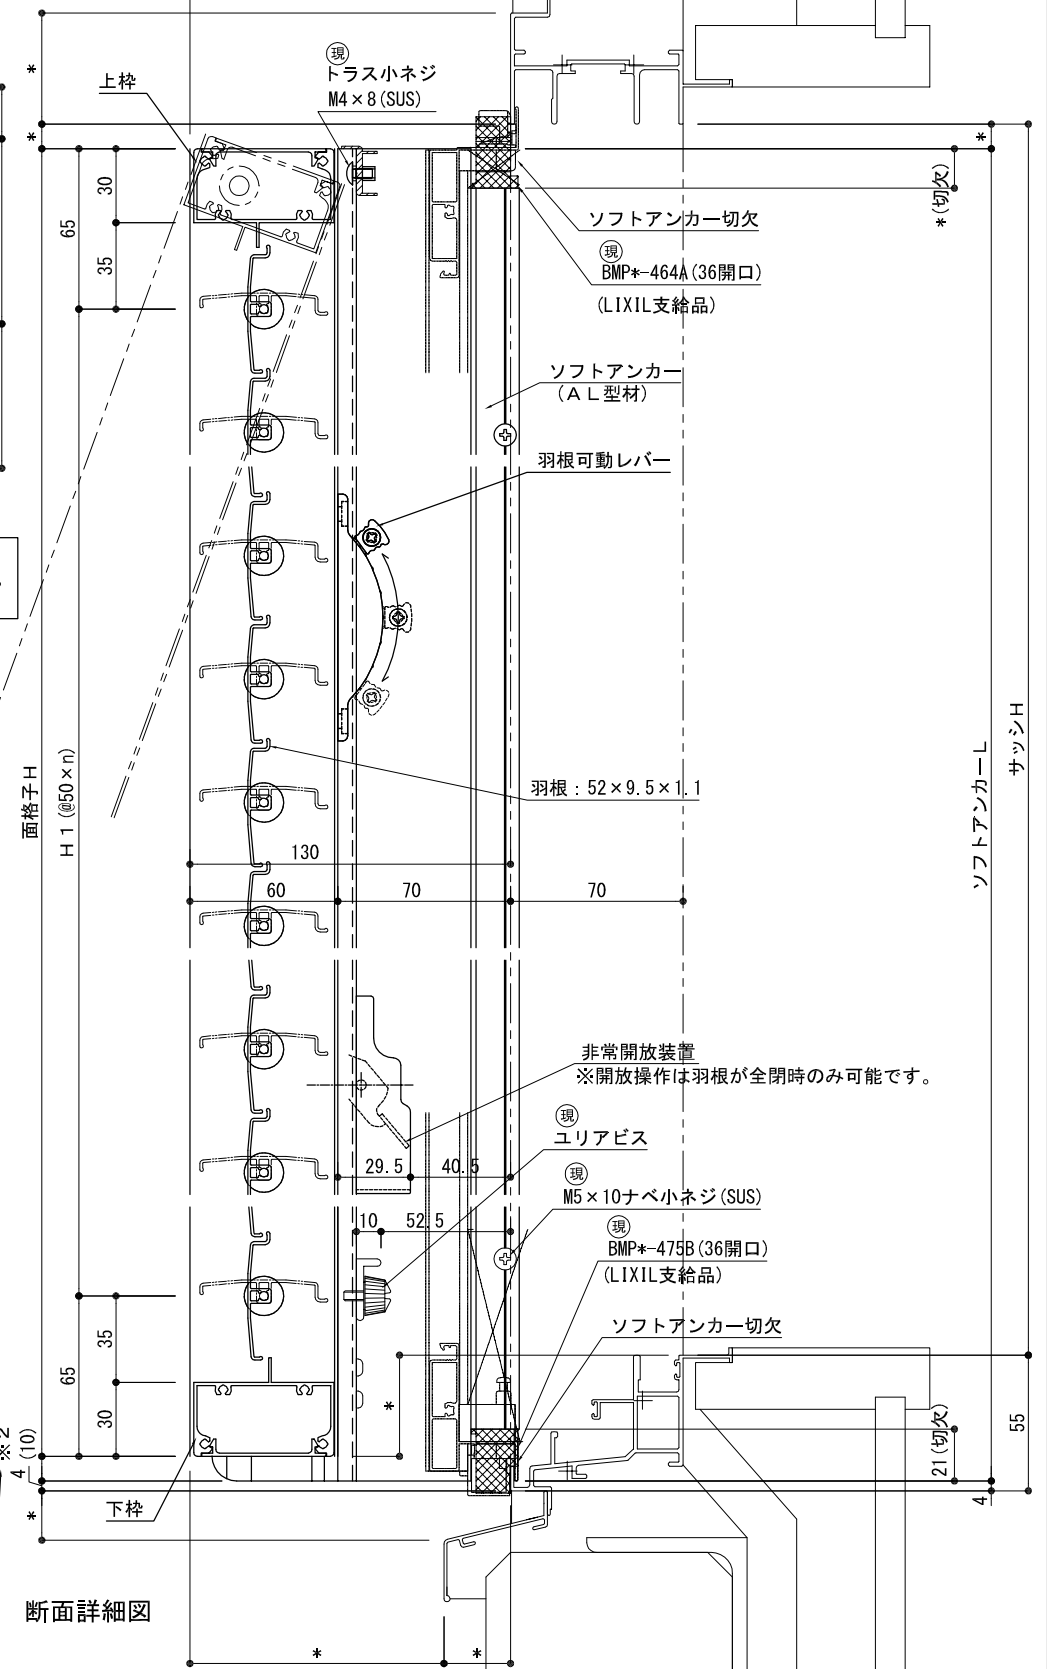 *
上枠
現
トラス小ネジ
M4×8(SUS)
*
*
*(切欠)
30
65
35
ソフトアンカー切欠
現
BMP*-464A(36開口)
(LIXIL支給品)
ソフトアンカー
(AL型材)
羽根可動レバー
面格子H
H1(@50×n)
羽根:52×9.5×1.1
ソフトアンカーL
サッシH
130
60
70
70
非常開放装置
※開放操作は羽根が全閉時のみ可能です。
現
ユリアビス
29.5
40.5
現
M5×10ナベ小ネジ(SUS)
10
52.5
現
BMP*-475B(36開口)
(LIXIL支給品)
ソフトアンカー切欠
35
65
30
*
21(切欠)
55
※2
4
(10)
4
下枠
*
断面詳細図
*
*